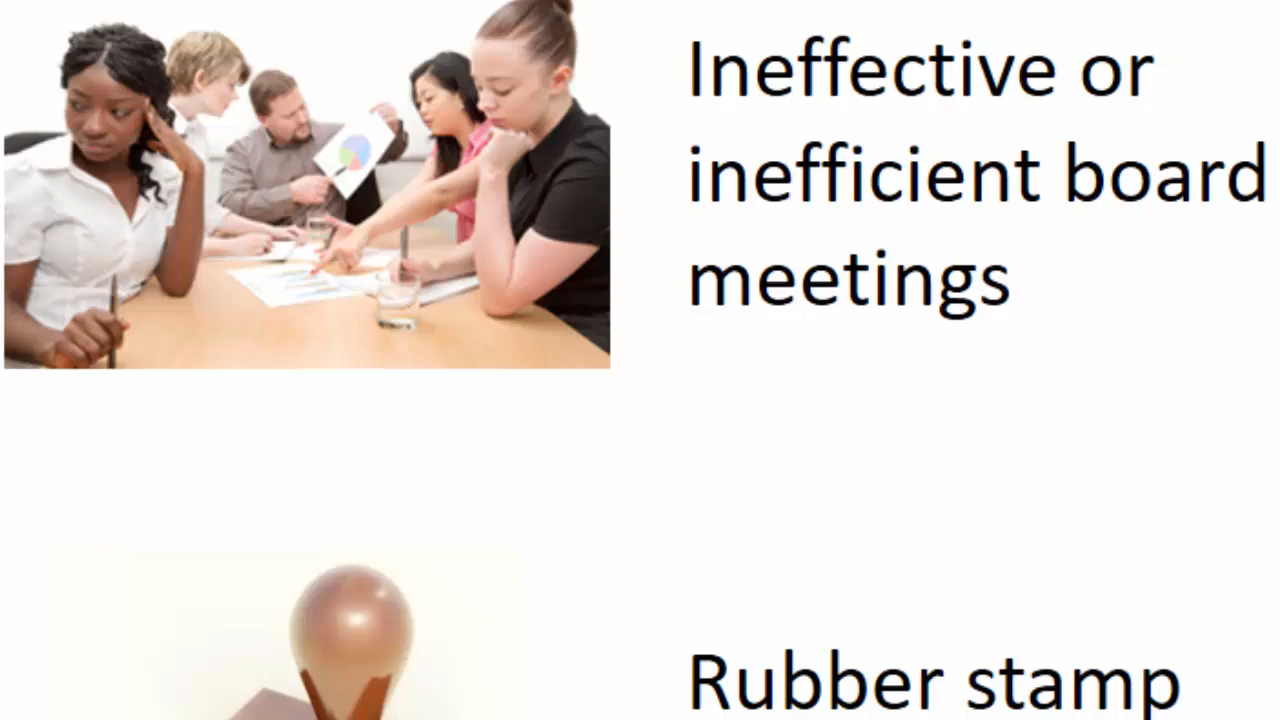 Ineffective or
inefficient board
meetings
Rubber stamp